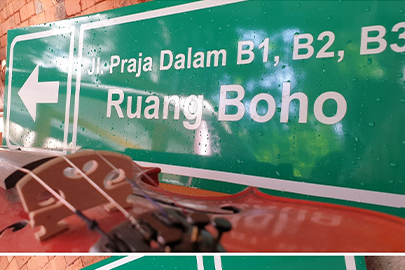 Jl. Praja Dalam B1, B2, B3
Ruang Boho